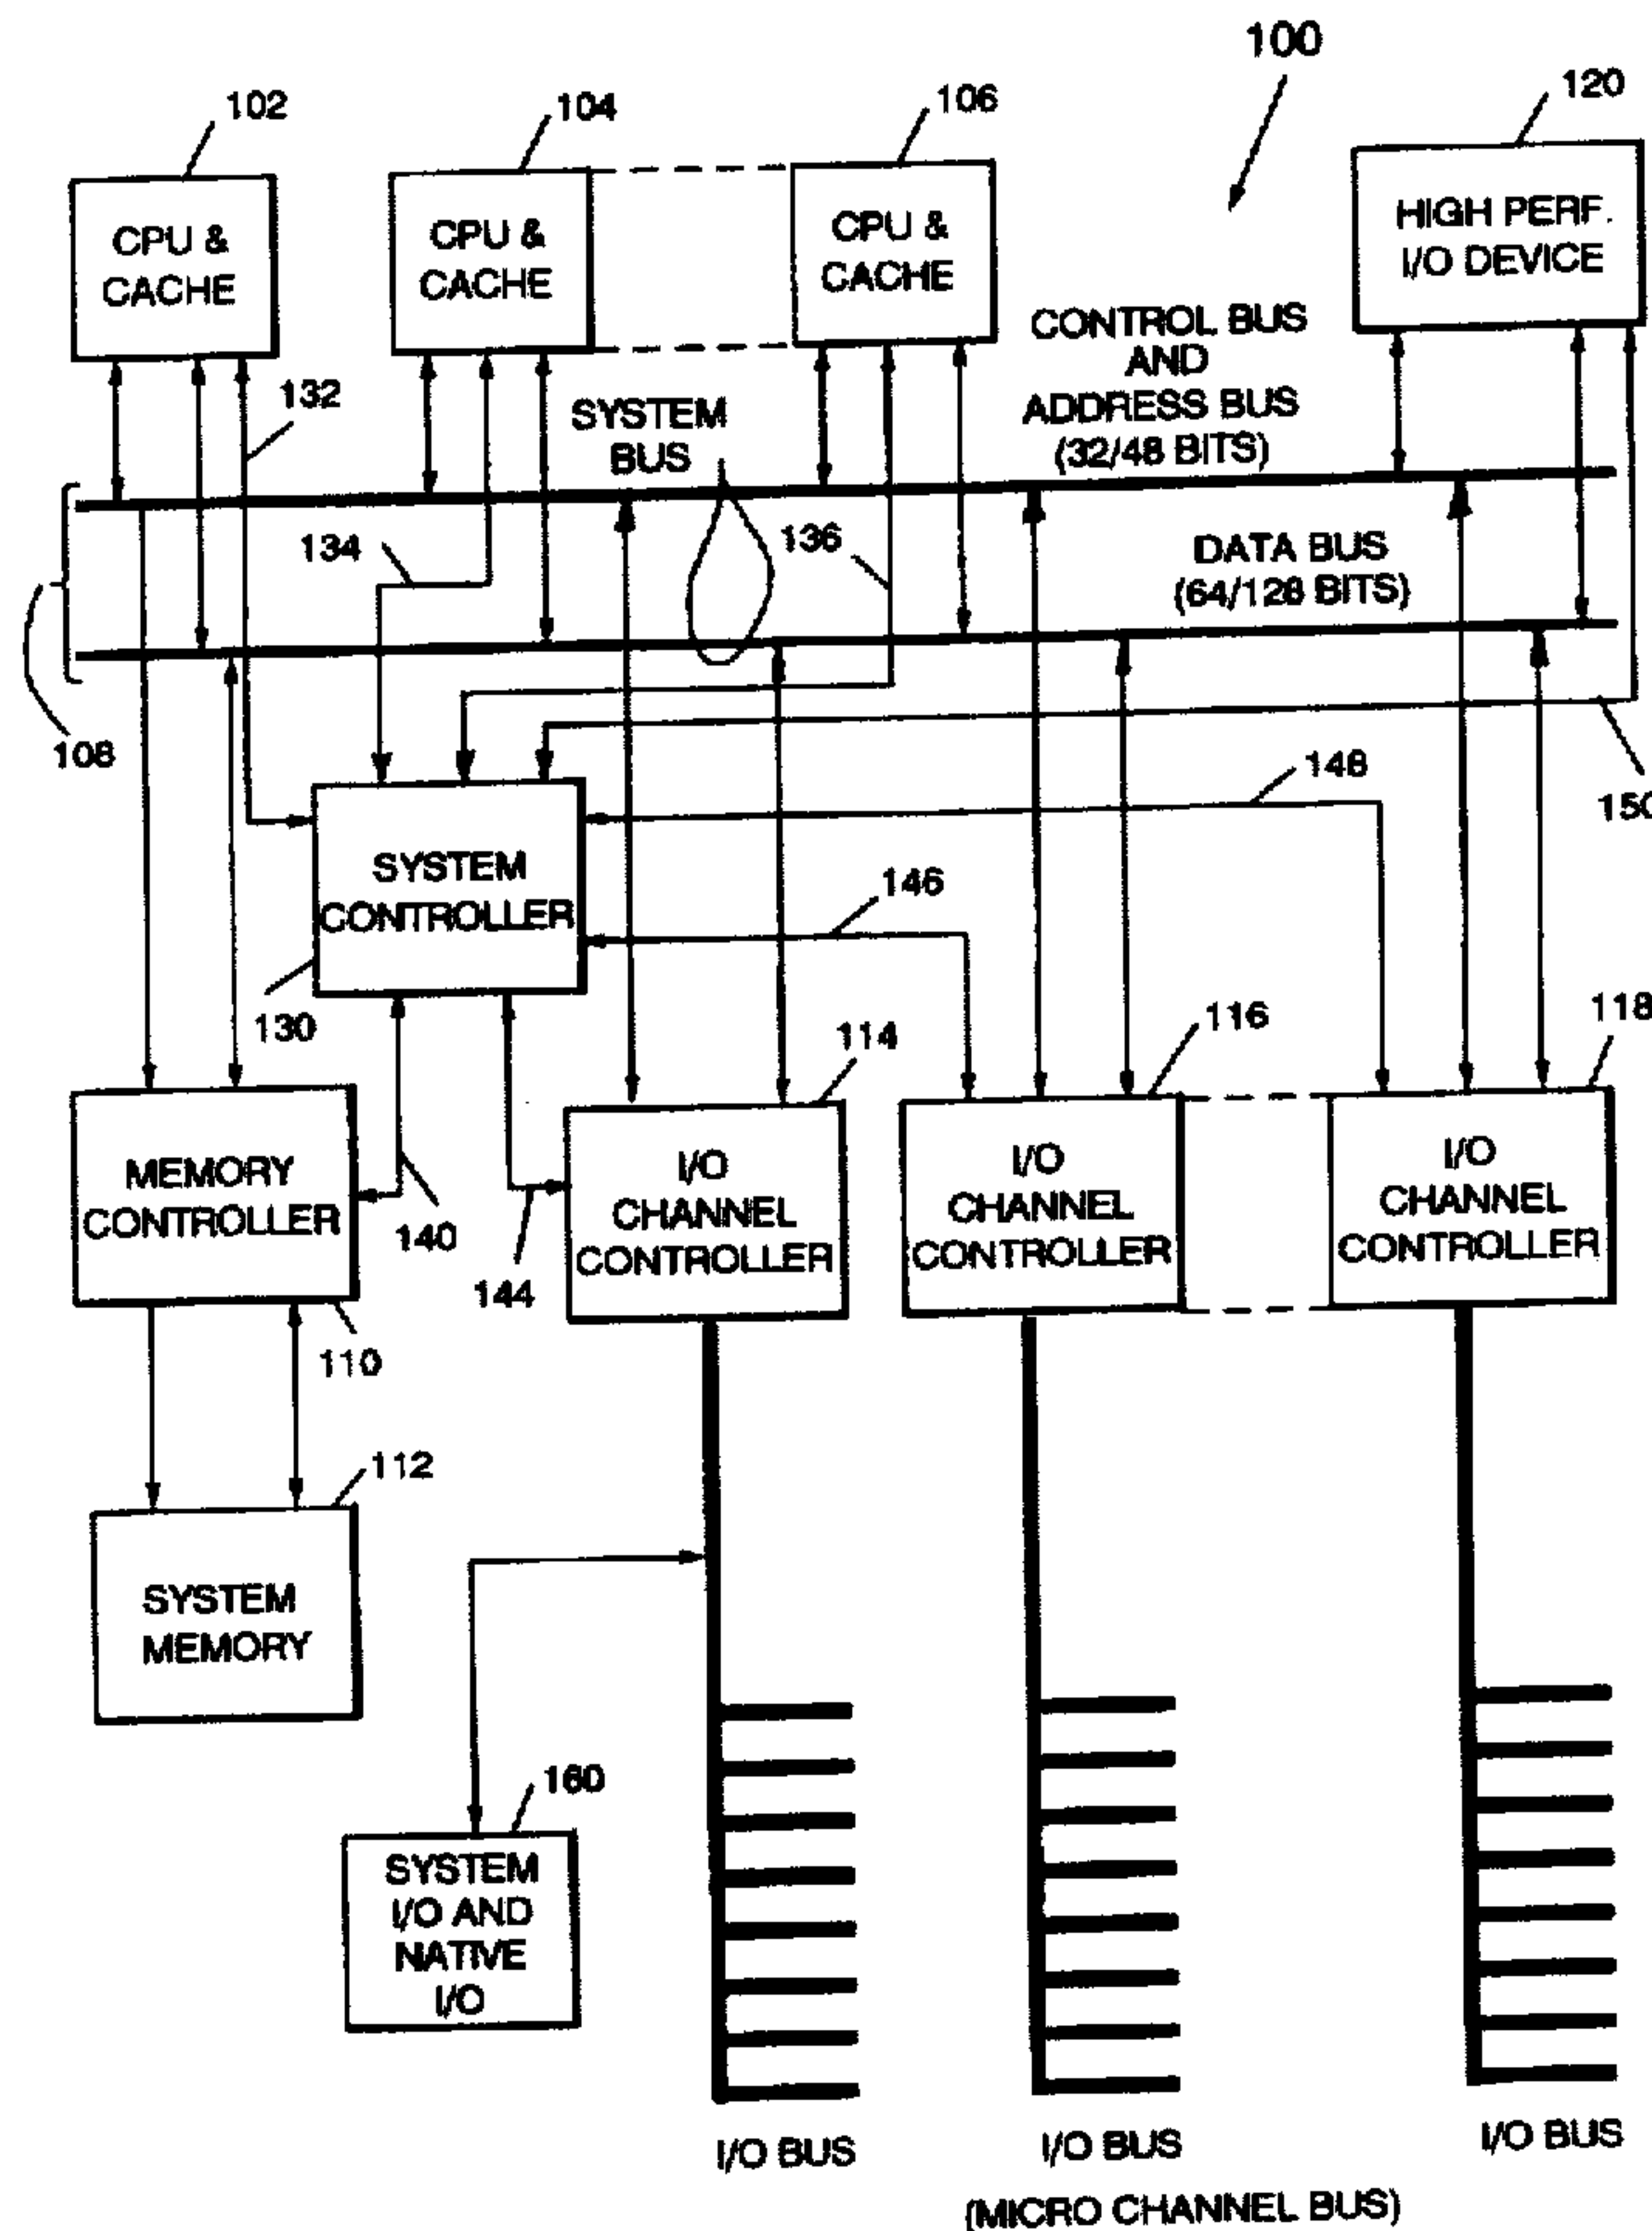 100
102
104
106
120
CPU &
CACHE
CPU &
CACHE
CPU &
CACHE
HIGH PERF.
I/O DEVICE
132
SYSTEM
BUS
CONTROL BUS
AND
ADDRESS BUS
(32/48 BITS)
134
136
DATA BUS
(64/128 BITS)
108
148
150
SYSTEM
CONTROLLER
146
130
114
116
118
MEMORY
CONTROLLER
140
144
I/O
CHANNEL
CONTROLLER
I/O
CHANNEL
CONTROLLER
I/O
CHANNEL
CONTROLLER
110
112
SYSTEM
MEMORY
160
SYSTEM
I/O AND
NATIVE
I/O
I/O BUS
I/O BUS
I/O BUS
(MICRO CHANNEL BUS)